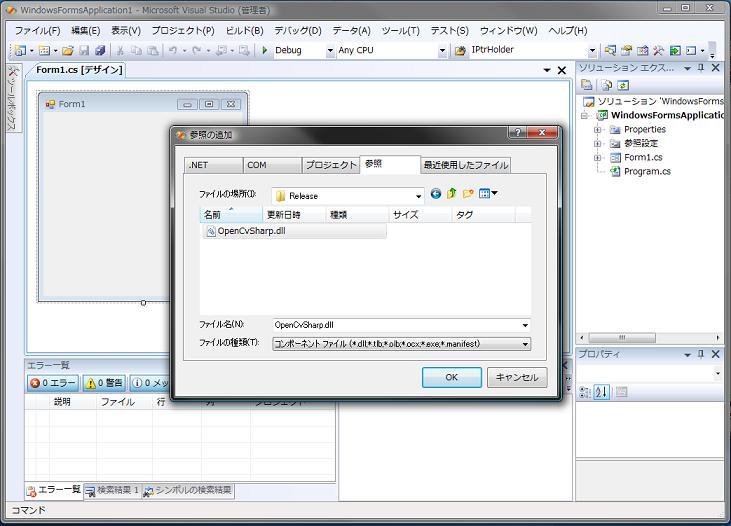 WindowsFormsApplication1 - Microsoft Visual Studio (管理者)
ファイル(F) 編集(E) 表示(V) プロジェクト(P) ビルド(B) デバッグ(D) データ(A) ツール(T) テスト(S) ウィンドウ(W) ヘルプ(H)
Debug Any CPU IPtrHolder
ツールボックス
Form1.cs [デザイン]
Form1
参照の追加
.NET COM プロジェクト 参照 最近使用したファイル
ファイルの場所(I): Release
名前 更新日時 種類 サイズ タグ
OpenCvSharp.dll
ファイル名(N): OpenCvSharp.dll
ファイルの種類(T): コンポーネント ファイル (*.dll;*.tlb;*.olb;*.ocx;*.exe;*.manifest)
OK キャンセル
ソリューション エクス...
ソリューション 'WindowsForms
WindowsFormsApplicatio
Properties
参照設定
Form1.cs
Program.cs
プロパティ
エラー一覧
0 エラー 0 警告 0 メッ
説明 ファイル 行 列 プロジェクト
エラー一覧 検索結果 1 シンボルの検索結果
コマンド